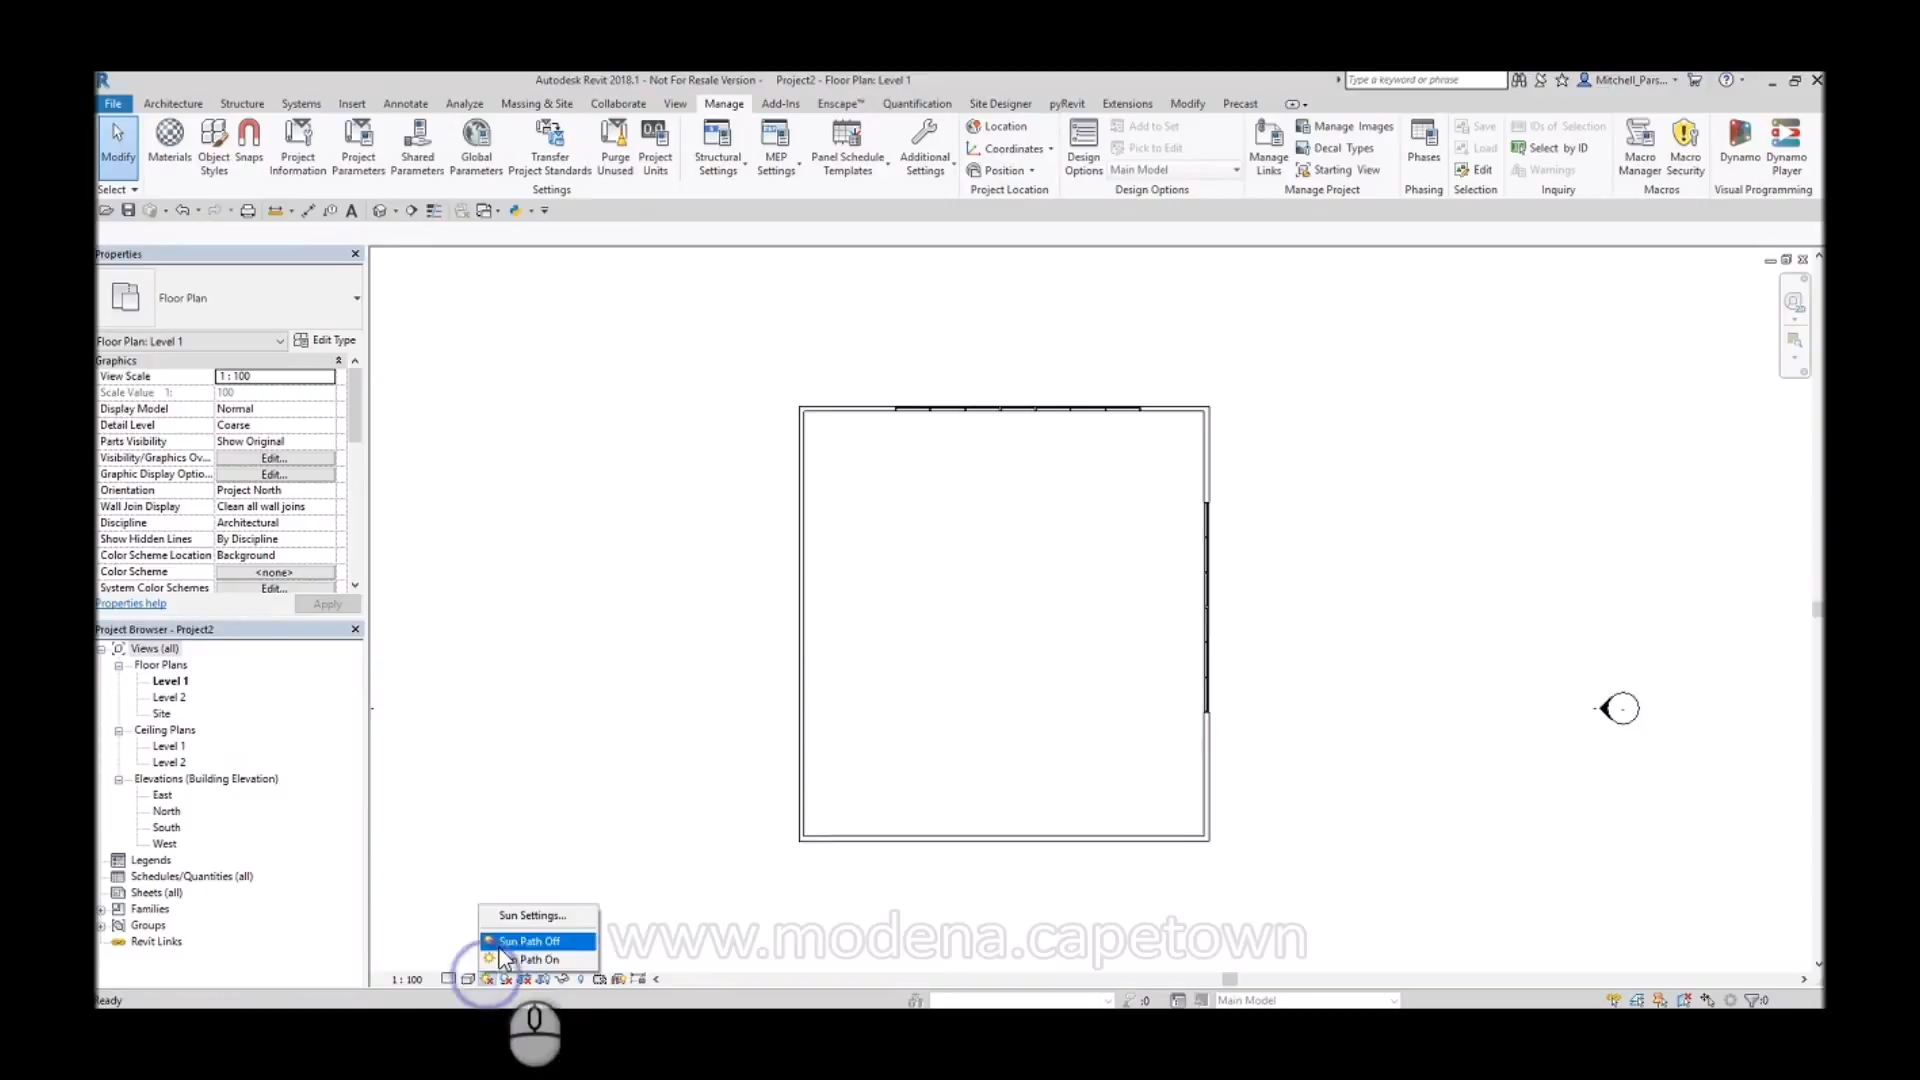 Autodesk Revit 2018.1 - Not For Resale Version - Project2 - Floor Plan: Level 1
Type a keyword or phrase
Mitchell_Pars...
File Architecture Structure Systems Insert Annotate Analyze Massing & Site Collaborate View Manage Add-Ins Enscape™ Quantification Site Designer pyRevit Extensions Modify Precast
Modify
Materials
Object Styles
Snaps
Project Information
Project Parameters
Shared Parameters
Global Parameters
Transfer Project Standards
Purge Unused
Project Units
Structural Settings
MEP Settings
Panel Schedule Templates
Additional Settings
Location
Coordinates
Position
Design Options
Add to Set
Pick to Edit
Main Model
Manage Links
Manage Images
Decal Types
Starting View
Phases
Save
Load
Edit
IDs of Selection
Select by ID
Warnings
Macro Manager
Macro Security
Dynamo
Dynamo Player
Select Settings Project Location Design Options Manage Project Phasing Selection Inquiry Macros Visual Programming
Properties
Floor Plan
Floor Plan: Level 1 Edit Type
Graphics
View Scale 1 : 100
Scale Value 1: 100
Display Model Normal
Detail Level Coarse
Parts Visibility Show Original
Visibility/Graphics Ov... Edit...
Graphic Display Optio... Edit...
Orientation Project North
Wall Join Display Clean all wall joins
Discipline Architectural
Show Hidden Lines By Discipline
Color Scheme Location Background
Color Scheme <none>
System Color Schemes Edit...
Properties help Apply
Project Browser - Project2
Views (all)
Floor Plans
Level 1
Level 2
Site
Ceiling Plans
Level 1
Level 2
Elevations (Building Elevation)
East
North
South
West
Legends
Schedules/Quantities (all)
Sheets (all)
Families
Groups
Revit Links
Sun Settings...
Sun Path Off
Path On
www.modena.capetown
1 : 100
Ready
:0
Main Model
:0